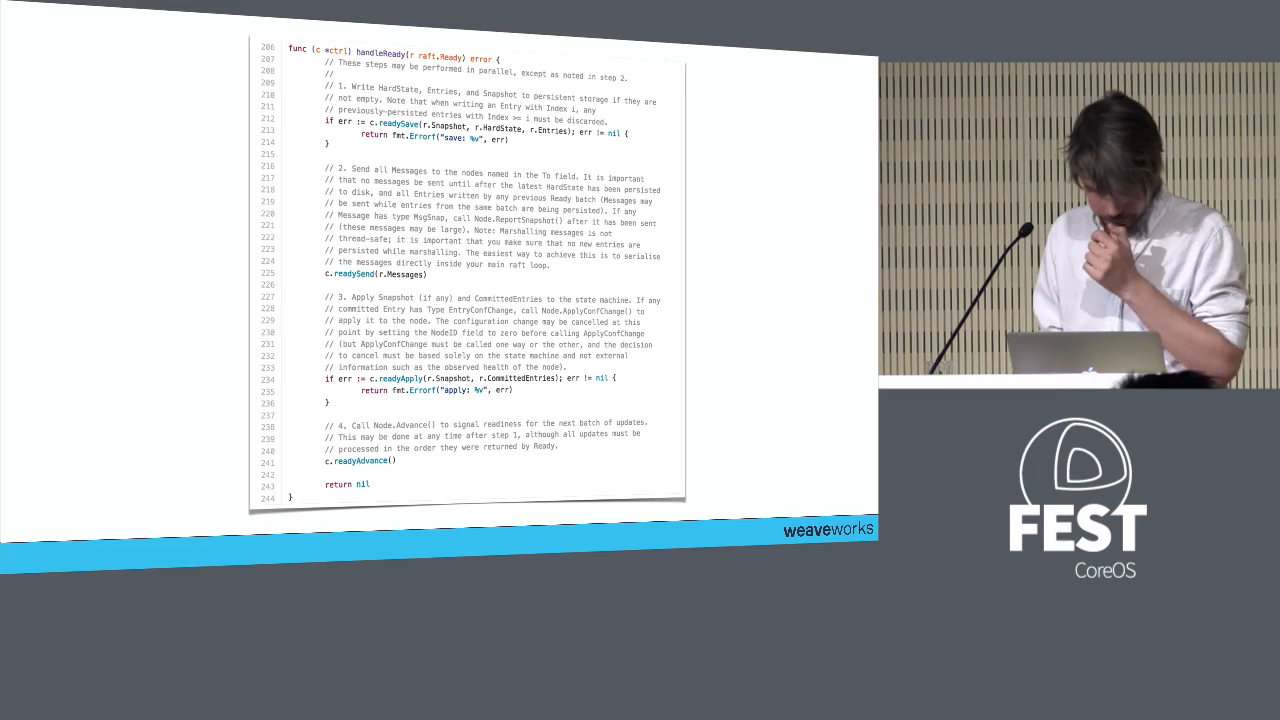 206 func (c *ctrl) handleReady(r raft.Ready) error {
207 // These steps may be performed in parallel, except as noted in step 2.
208 //
209 // 1. Write HardState, Entries, and Snapshot to persistent storage if they are
210 // not empty. Note that when writing an Entry with Index i, any
211 // previously-persisted entries with Index >= i must be discarded.
212 if err := c.readySave(r.Snapshot, r.HardState, r.Entries); err != nil {
213 return fmt.Errorf("save: %v", err)
214 }
215
216 // 2. Send all Messages to the nodes named in the To field. It is important
217 // that no messages be sent until after the latest HardState has been persisted
218 // to disk, and all Entries written by any previous Ready batch (Messages may
219 // be sent while entries from the same batch are being persisted). If any
220 // Message has type MsgSnap, call Node.ReportSnapshot() after it has been sent
221 // (these messages may be large). Note: Marshalling messages is not
222 // thread-safe; it is important that you make sure that no new entries are
223 // persisted while marshalling. The easiest way to achieve this is to serialise
224 // the messages directly inside your main raft loop.
225 c.readySend(r.Messages)
226
227 // 3. Apply Snapshot (if any) and CommittedEntries to the state machine. If any
228 // committed Entry has Type EntryConfChange, call Node.ApplyConfChange() to
229 // apply it to the node. The configuration change may be cancelled at this
230 // point by setting the NodeID field to zero before calling ApplyConfChange
231 // (but ApplyConfChange must be called one way or the other, and the decision
232 // to cancel must be based solely on the state machine and not external
233 // information such as the observed health of the node).
234 if err := c.readyApply(r.Snapshot, r.CommittedEntries); err != nil {
235 return fmt.Errorf("apply: %v", err)
236 }
237
238 // 4. Call Node.Advance() to signal readiness for the next batch of updates.
239 // This may be done at any time after step 1, although all updates must be
240 // processed in the order they were returned by Ready.
241 c.readyAdvance()
242
243 return nil
244 }
weaveworks
FEST
CoreOS